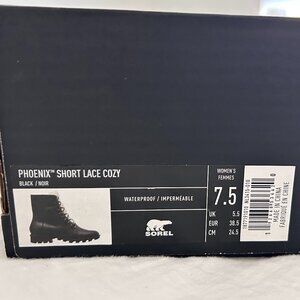 PHOENIX™ SHORT LACE COZY
BLACK / NOIR
WATERPROOF / IMPERMÉABLE
SOREL
WOMEN'S
FEMMES
7.5
UK 5.5
EUR 38.5
CM 24.5
MADE IN CHINA
FABRIQUÉ EN CHINE